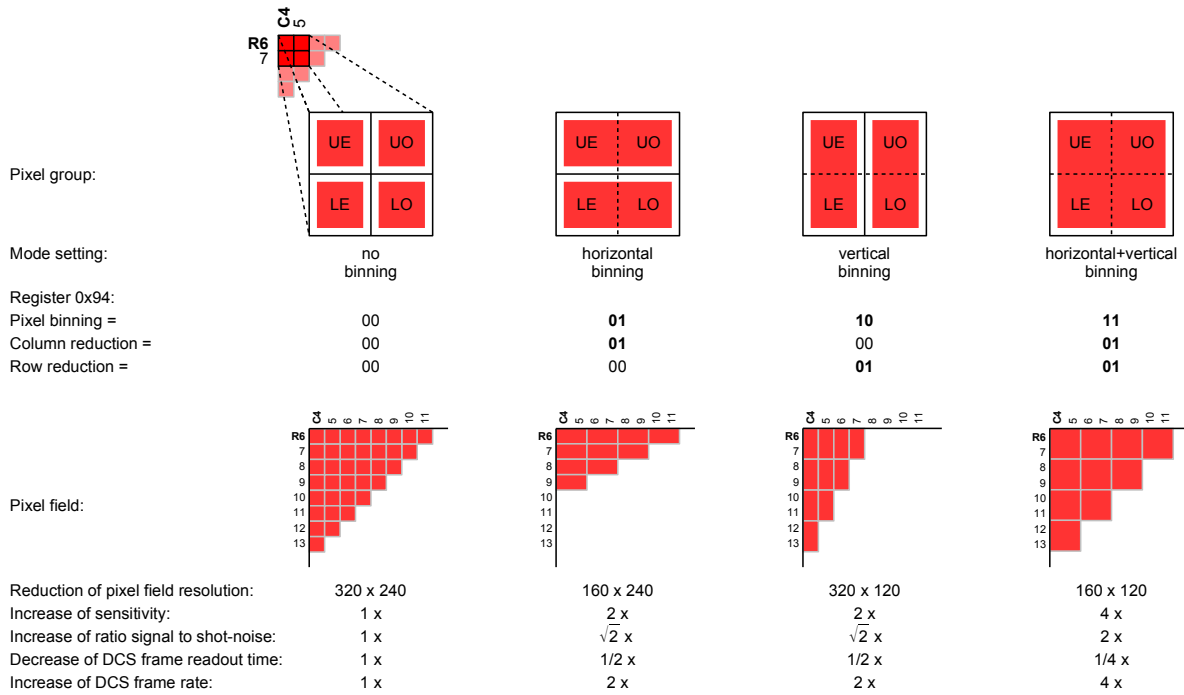 C4
5
R6
7
Pixel group:
UE UO UE UO UE UO UE UO
LE LO LE LO LE LO LE LO
Mode setting: no horizontal vertical horizontal+vertical
binning binning binning binning
Register 0x94:
Pixel binning = 00 01 10 11
Column reduction = 00 01 00 01
Row reduction = 00 00 01 01
C4 5 6 7 8 9 10 11 C4 5 6 7 8 9 10 11 C4 5 6 7 8 9 10 11 C4 5 6 7 8 9 10 11
R6 R6 R6 R6
7 7 7 7
8 8 8 8
9 9 9 9
10 10 10 10
Pixel field:
11 11 11 11
12 12 12 12
13 13 13 13
Reduction of pixel field resolution: 320 x 240 160 x 240 320 x 120 160 x 120
Increase of sensitivity: 1 x 2 x 2 x 4 x
Increase of ratio signal to shot-noise: 1 x √2 x √2 x 2 x
Decrease of DCS frame readout time: 1 x 1/2 x 1/2 x 1/4 x
Increase of DCS frame rate: 1 x 2 x 2 x 4 x